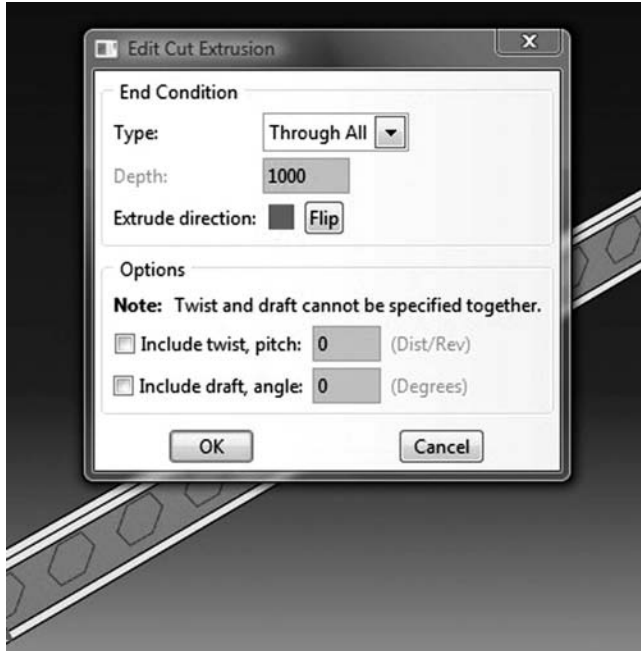 Edit Cut Extrusion
X
End Condition
Type: Through All
Depth: 1000
Extrude direction: Flip
Options
Note: Twist and draft cannot be specified together.
Include twist, pitch: 0 (Dist/Rev)
Include draft, angle: 0 (Degrees)
OK Cancel